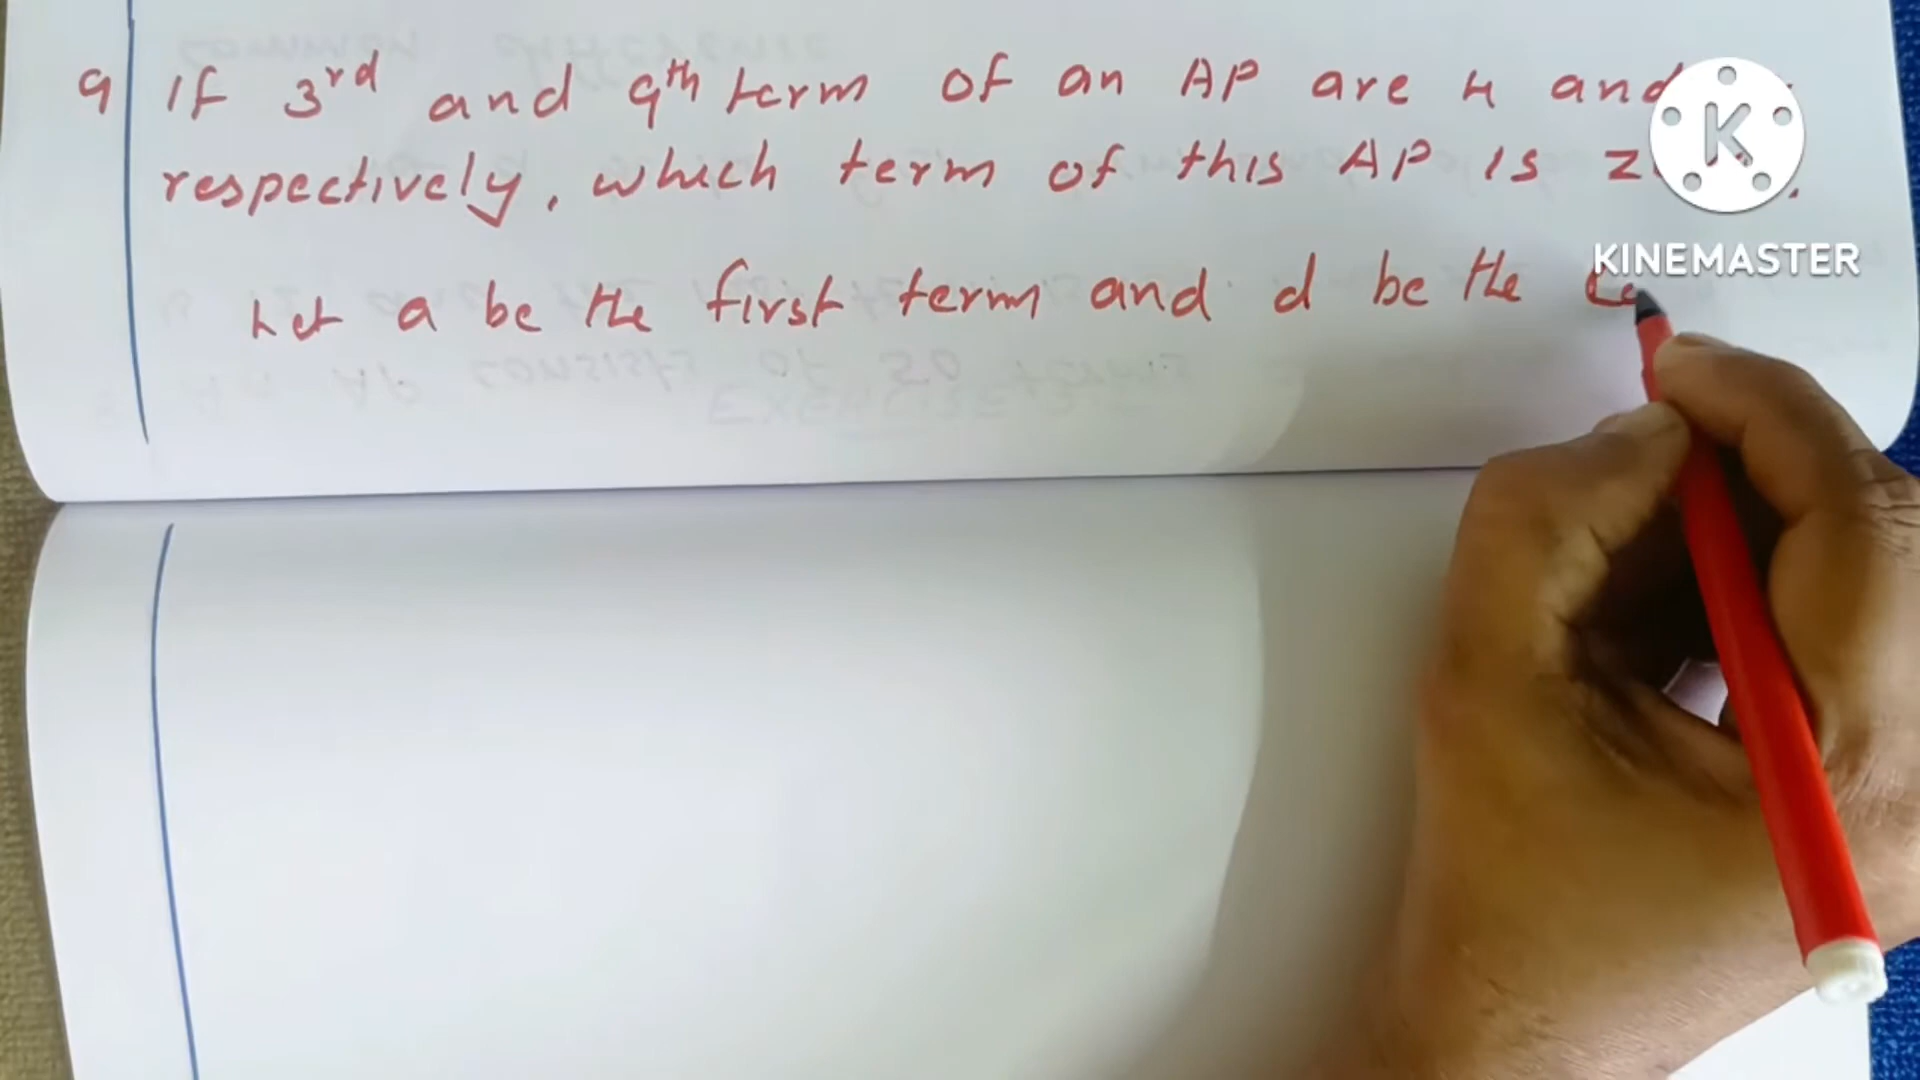 9 If 3rd and 9th term of an AP are 4 and
respectively, which term of this AP is
Let a be the first term and d be the
K
KINEMASTER